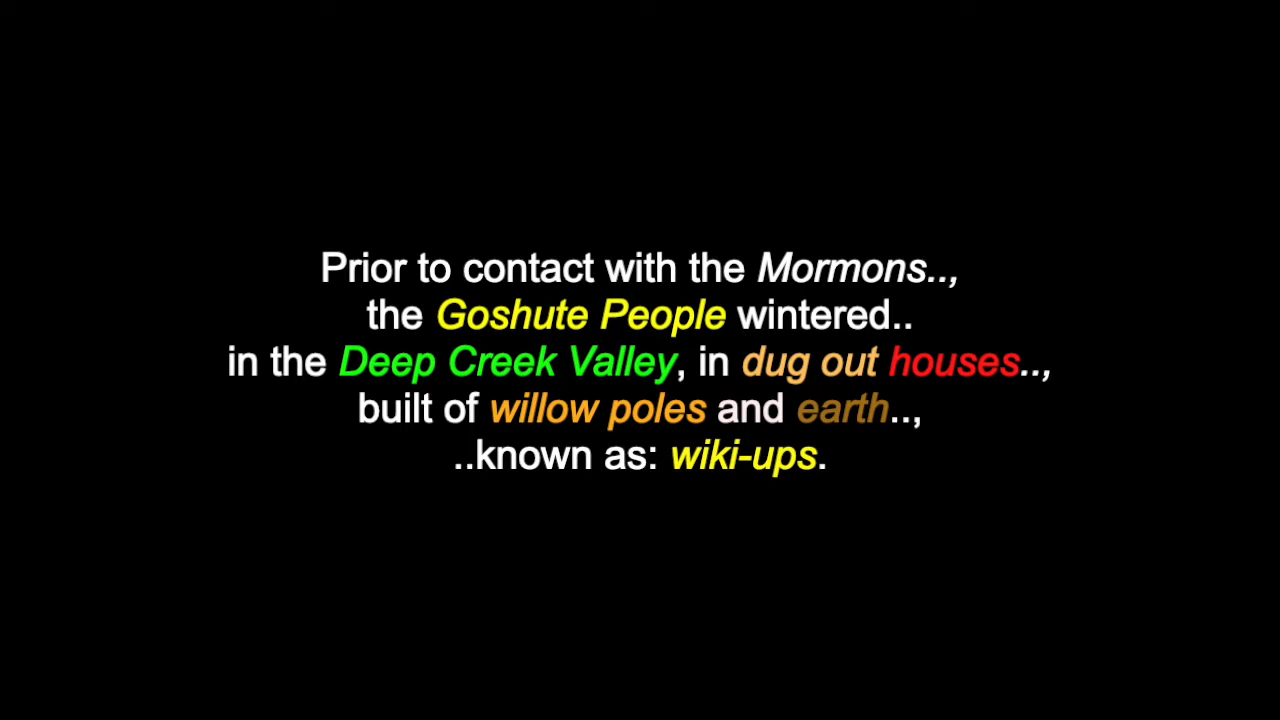 Prior to contact with the Mormons..,
the Goshute People wintered..
in the Deep Creek Valley, in dug out houses..,
built of willow poles and earth..,
..known as: wiki-ups.